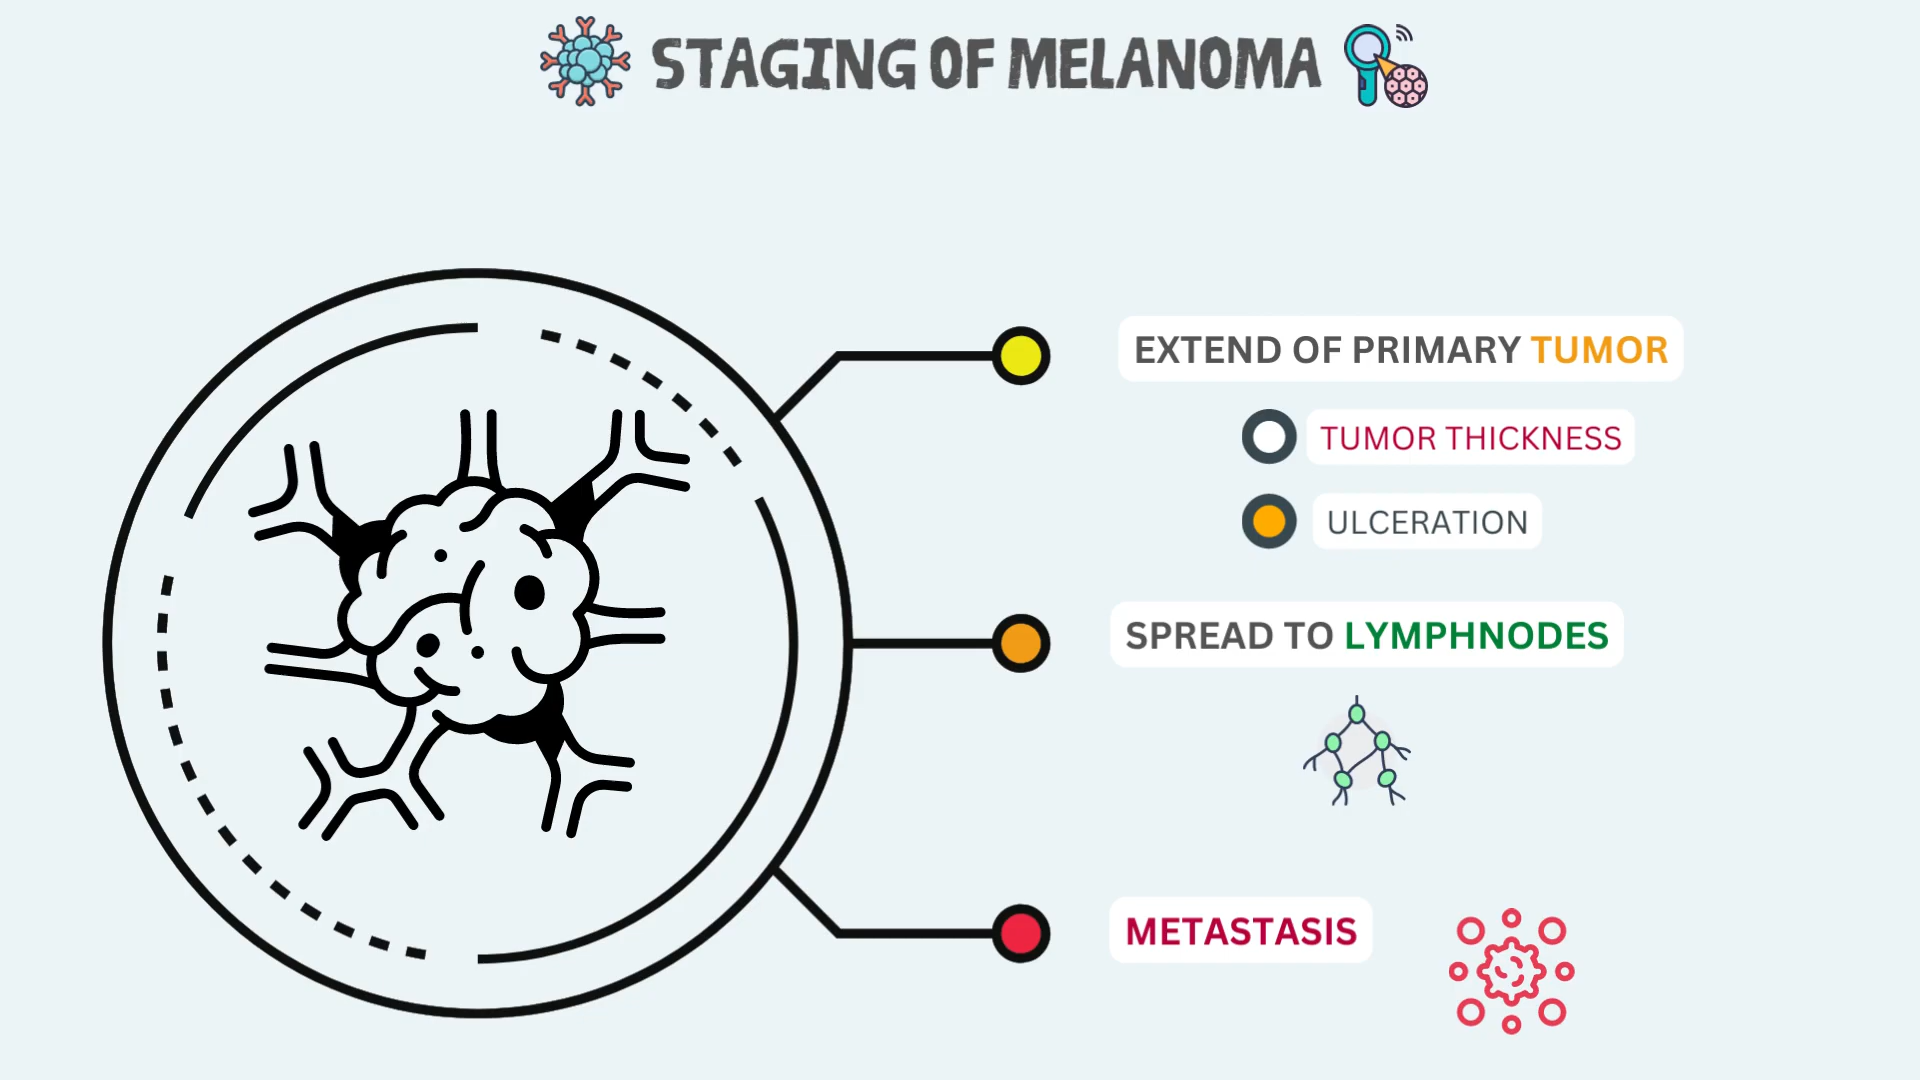 STAGING OF MELANOMA
EXTEND OF PRIMARY TUMOR
TUMOR THICKNESS
ULCERATION
SPREAD TO LYMPHNODES
METASTASIS